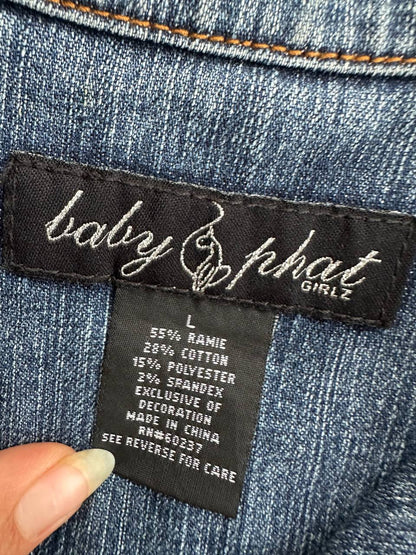 baby phat
GIRLZ
L
55% RAMIE
28% COTTON
15% POLYESTER
2% SPANDEX
EXCLUSIVE OF
DECORATION
MADE IN CHINA
RN#60237
SEE REVERSE FOR CARE